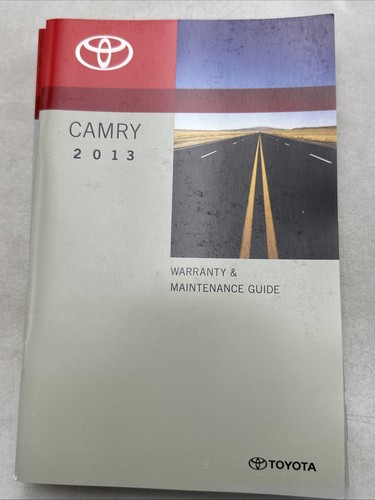 CAMRY
2013
WARRANTY &
MAINTENANCE GUIDE
TOYOTA